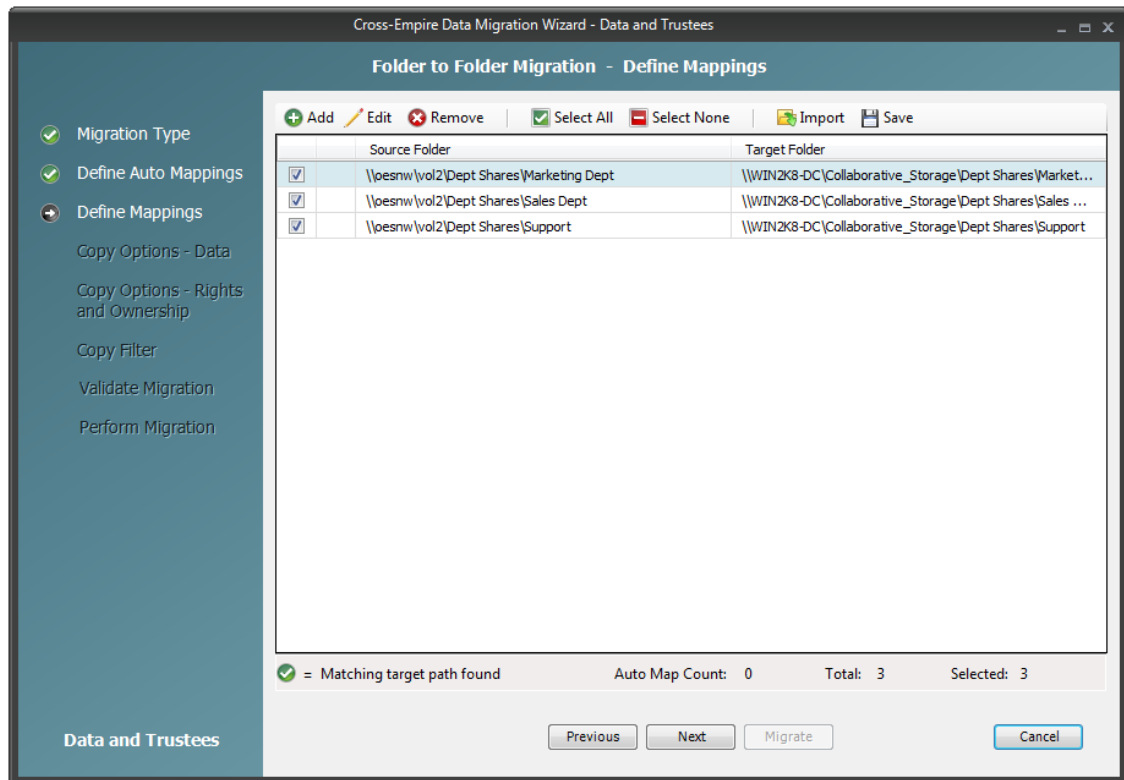 Cross-Empire Data Migration Wizard - Data and Trustees
Folder to Folder Migration - Define Mappings
Migration Type
Define Auto Mappings
Define Mappings
Copy Options - Data
Copy Options - Rights
and Ownership
Copy Filter
Validate Migration
Perform Migration
Data and Trustees
Add Edit Remove Select All Select None Import Save
Source Folder Target Folder
\\oesnw\vol2\Dept Shares\Marketing Dept \\WIN2K8-DC\Collaborative_Storage\Dept Shares\Market...
\\oesnw\vol2\Dept Shares\Sales Dept \\WIN2K8-DC\Collaborative_Storage\Dept Shares\Sales ...
\\oesnw\vol2\Dept Shares\Support \\WIN2K8-DC\Collaborative_Storage\Dept Shares\Support
= Matching target path found Auto Map Count: 0 Total: 3 Selected: 3
Previous Next Migrate Cancel